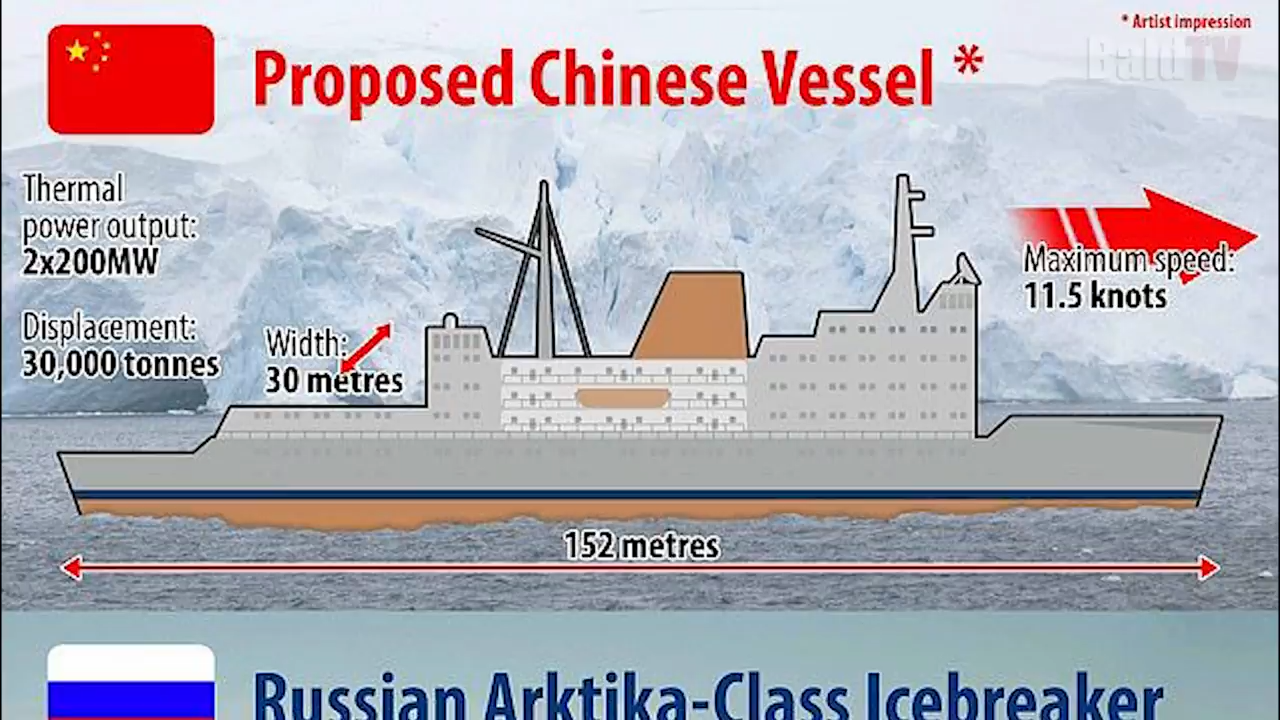 * Artist impression
BaldTV
Proposed Chinese Vessel *
Thermal
power output:
2x200MW
Displacement:
30,000 tonnes
Width:
30 metres
Maximum speed:
11.5 knots
152 metres
Russian Arktika-Class Icebreaker